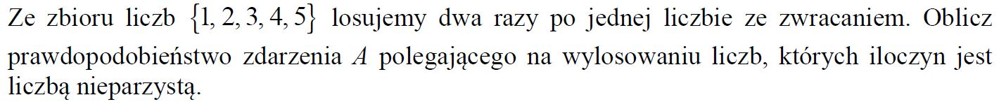 Ze zbioru liczb {1, 2, 3, 4, 5} losujemy dwa razy po jednej liczbie ze zwracaniem. Oblicz
prawdopodobieństwo zdarzenia A polegającego na wylosowaniu liczb, których iloczyn jest
liczbą nieparzystą.